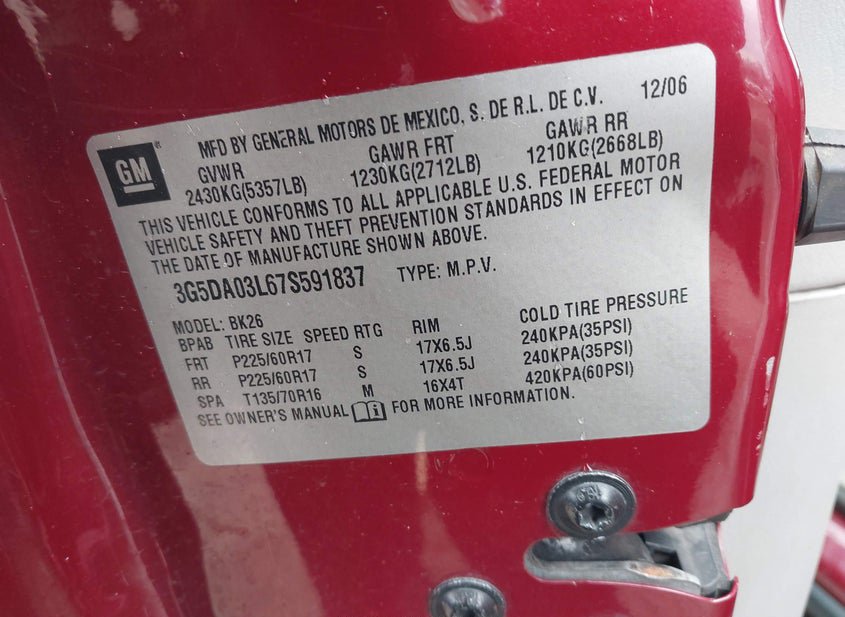 MFD BY GENERAL MOTORS DE MEXICO, S. DE R.L. DE C.V. 12/06
GM
GVWR GAWR FRT GAWR RR
2430KG(5357LB) 1230KG(2712LB) 1210KG(2668LB)
THIS VEHICLE CONFORMS TO ALL APPLICABLE U.S. FEDERAL MOTOR
VEHICLE SAFETY AND THEFT PREVENTION STANDARDS IN EFFECT ON
THE DATE OF MANUFACTURE SHOWN ABOVE.
3G5DA03L67S591837 TYPE: M.P.V.
MODEL: BK26
BPAB TIRE SIZE SPEED RTG RIM COLD TIRE PRESSURE
FRT P225/60R17 S 17X6.5J 240KPA(35PSI)
RR P225/60R17 S 17X6.5J 240KPA(35PSI)
SPA T135/70R16 M 16X4T 420KPA(60PSI)
SEE OWNER'S MANUAL FOR MORE INFORMATION.